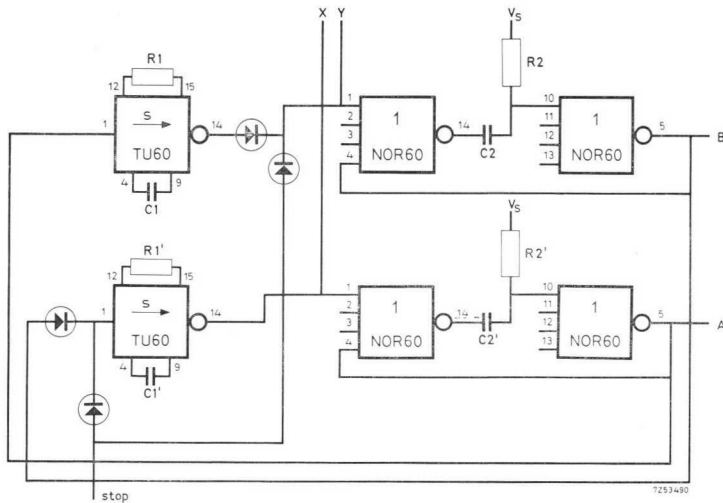 X Y
VS
R1
R2
12 15
1 S 14
TU60
4 9
C1
1
2
3
4
1
NOR60
14
C2
10
11
12
13
1
NOR60
5
B
VS
R1'
R2'
12 15
1 S 14
TU60
4 9
C1'
1
2
3
4
1
NOR60
14
C2'
10
11
12
13
1
NOR60
5
A
stop
7Z53490